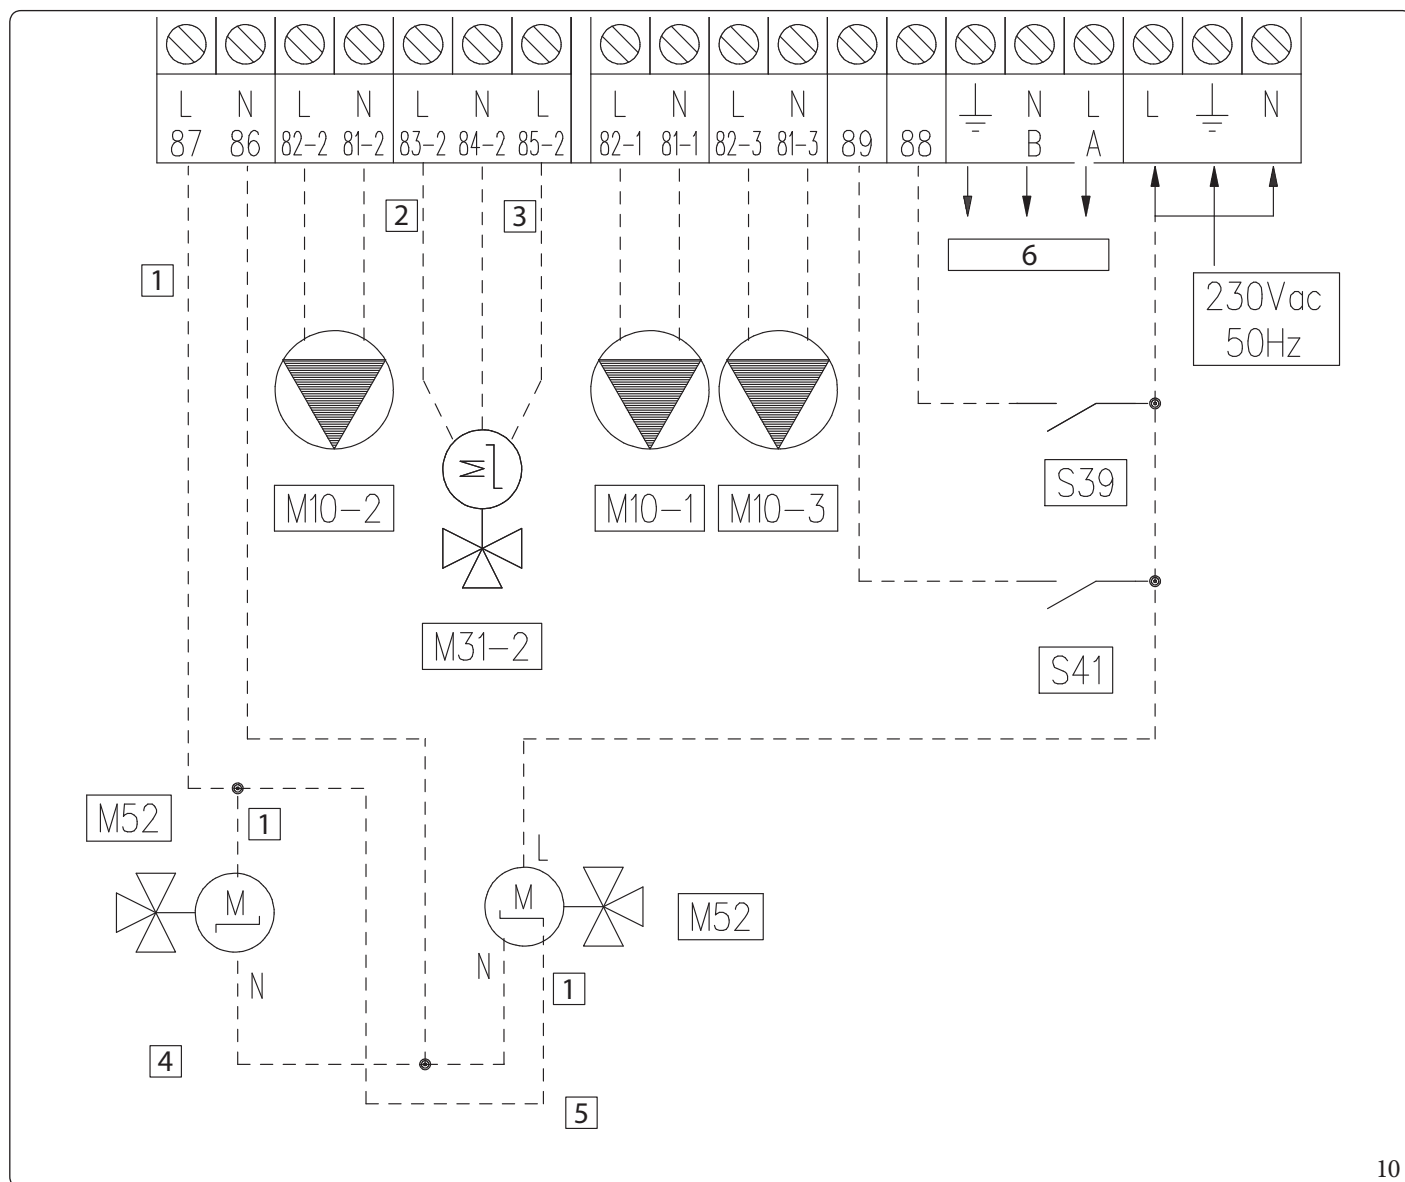 L N L N L N L L N L N N L L N
87 86 82-2 81-2 83-2 84-2 85-2 82-1 81-1 82-3 81-3 89 88 B A
2 3
1
6
230Vac
50Hz
S39
M10-2 M10-1 M10-3
M
M31-2
S41
M52
1
L
M M
M52
N N
1
4
5
10